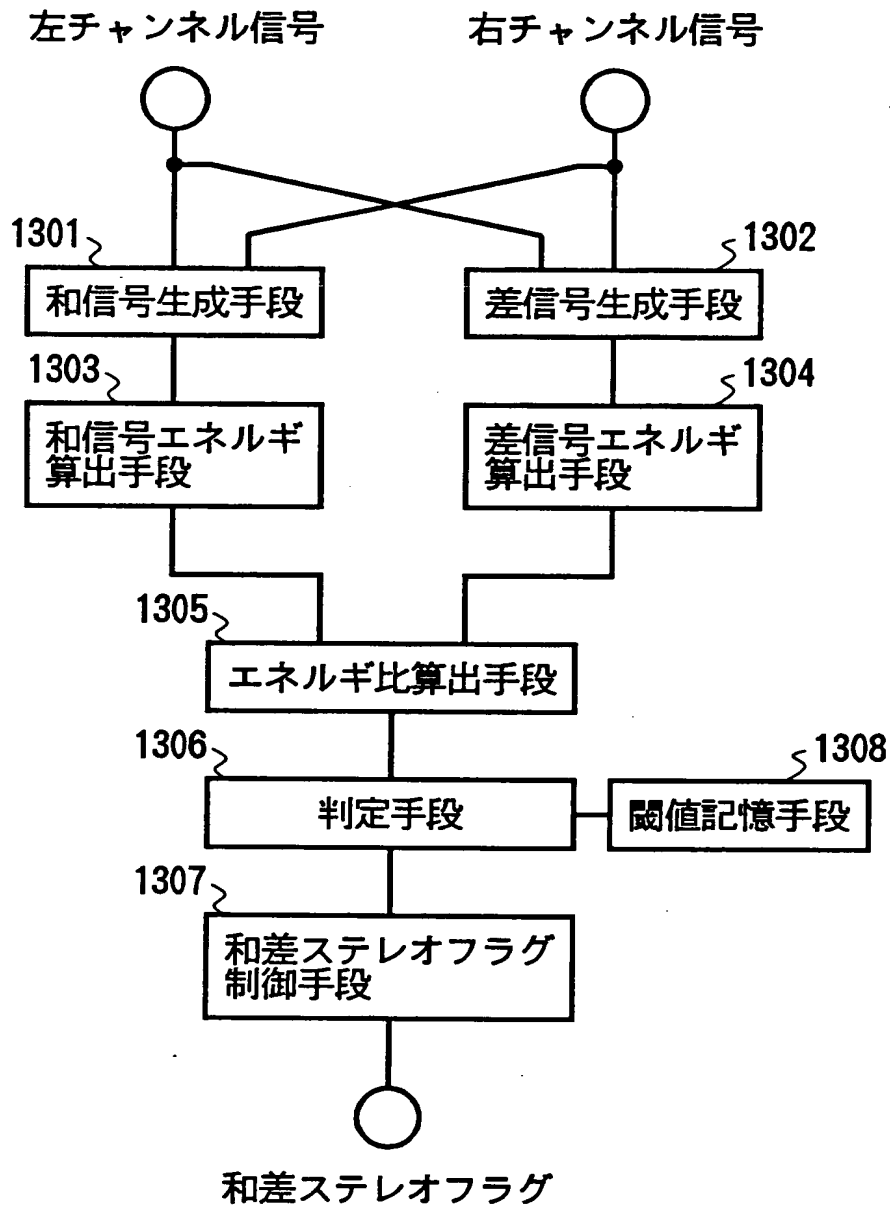 左チャンネル信号
右チャンネル信号
1301
和信号生成手段
1302
差信号生成手段
1303
和信号エネルギ
算出手段
1304
差信号エネルギ
算出手段
1305
エネルギ比算出手段
1306
判定手段
1308
閾値記憶手段
1307
和差ステレオフラグ
制御手段
和差ステレオフラグ